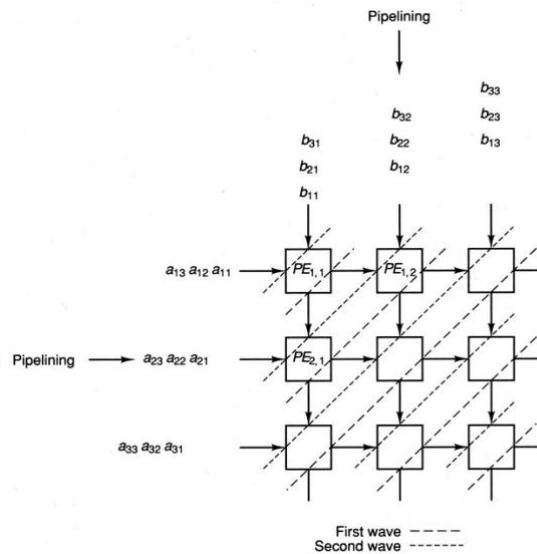 Pipelining
b₃₃
b₃₂ b₂₃
b₃₁ b₂₂ b₁₃
b₂₁ b₁₂
b₁₁
a₁₃ a₁₂ a₁₁ PE₁,₁ PE₁,₂
Pipelining a₂₃ a₂₂ a₂₁ PE₂,₁
a₃₃ a₃₂ a₃₁
First wave
Second wave